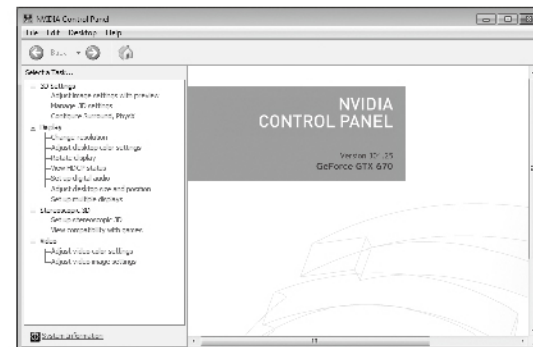 NVIDIA Control Panel
File Edit Desktop Help
Back
Select a Task...
3D Settings
Adjust image settings with preview
Manage 3D settings
Configure Surround, PhysX
Display
Change resolution
Adjust desktop color settings
Rotate display
View HDCP status
Set up digital audio
Adjust desktop size and position
Set up multiple displays
Stereoscopic 3D
Set up stereoscopic 3D
View compatibility with games
Video
Adjust video color settings
Adjust video image settings
System Information
NVIDIA
CONTROL PANEL
Version
GeForce GTX 670